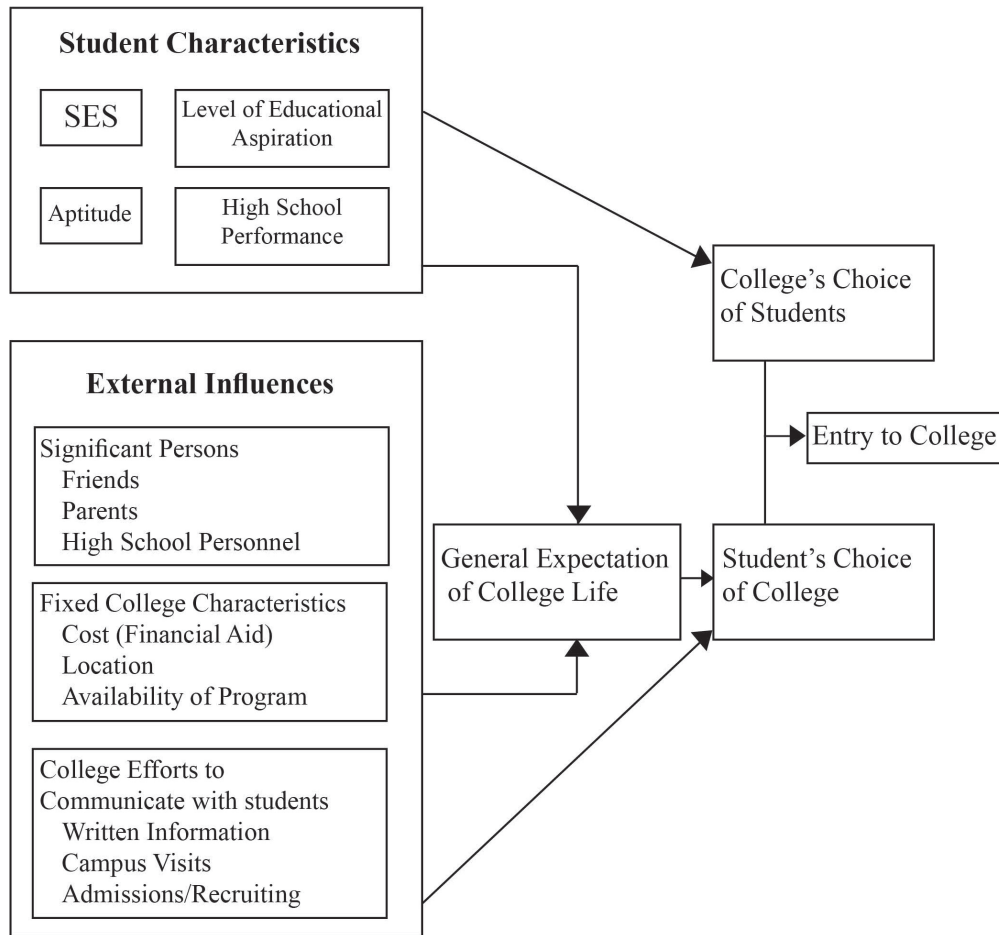 Student Characteristics
SES
Level of Educational
Aspiration
Aptitude
High School
Performance
External Influences
Significant Persons
Friends
Parents
High School Personnel
Fixed College Characteristics
Cost (Financial Aid)
Location
Availability of Program
College Efforts to
Communicate with students
Written Information
Campus Visits
Admissions/Recruiting
General Expectation
of College Life
College’s Choice
of Students
Entry to College
Student’s Choice
of College